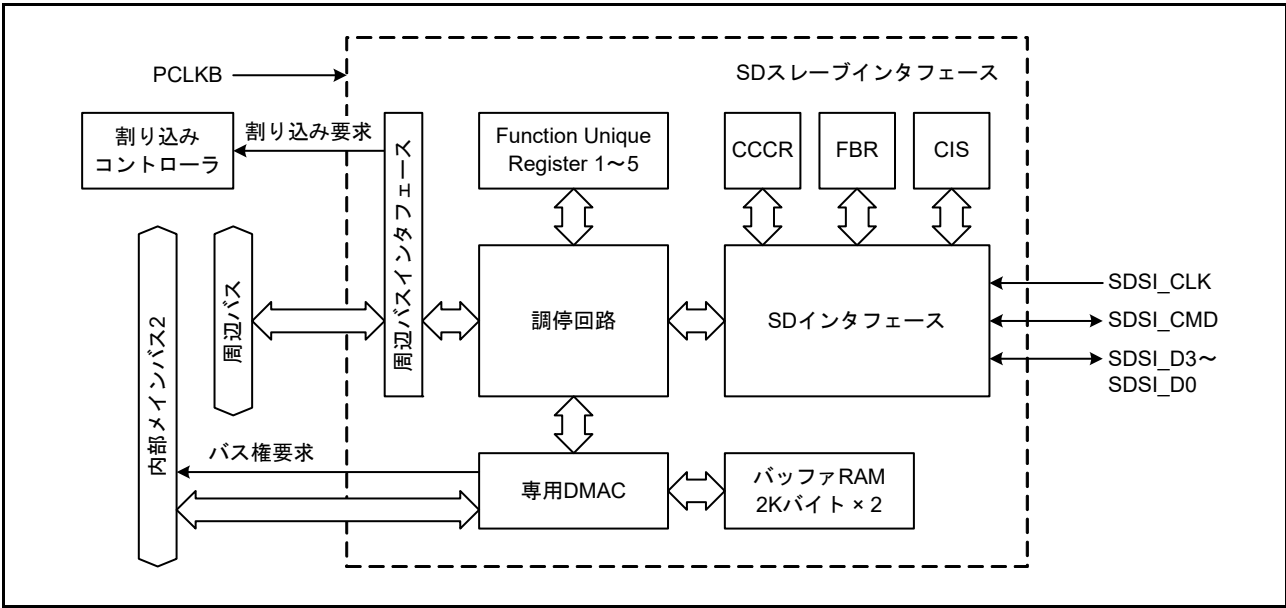 PCLKB
SDスレーブインタフェース
割り込み
コントローラ
割り込み要求
周辺バスインタフェース
Function Unique
Register 1~5
CCCR
FBR
CIS
内部メインバス2
周辺バス
調停回路
SDインタフェース
SDSI_CLK
SDSI_CMD
SDSI_D3~
SDSI_D0
バス権要求
専用DMAC
バッファRAM
2Kバイト × 2